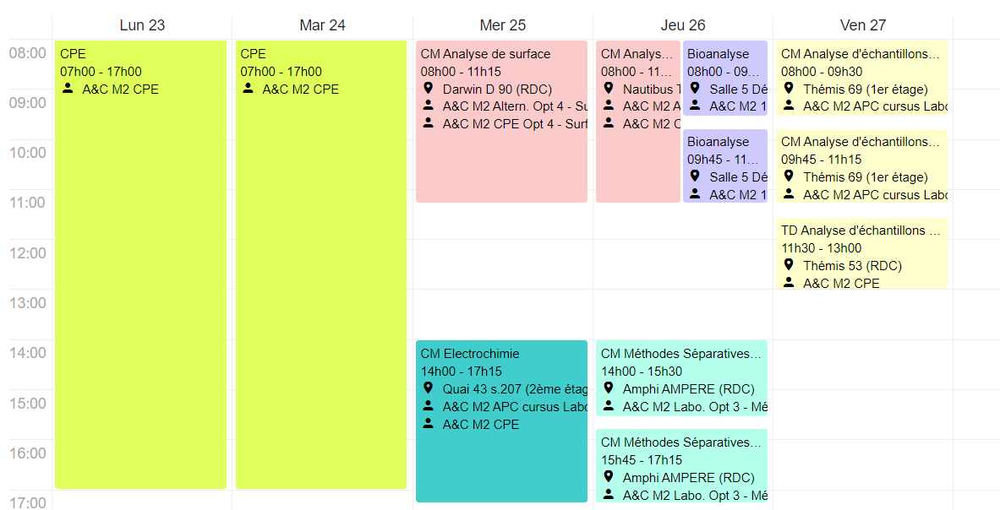 Lun 23
Mar 24
Mer 25
Jeu 26
Ven 27
08:00
09:00
10:00
11:00
12:00
13:00
14:00
15:00
16:00
17:00
CPE
07h00 - 17h00
A&C M2 CPE
CPE
07h00 - 17h00
A&C M2 CPE
CM Analyse de surface
08h00 - 11h15
Darwin D 90 (RDC)
A&C M2 Altern. Opt 4 - Su
A&C M2 CPE Opt 4 - Surf
CM Electrochimie
14h00 - 17h15
Quai 43 s.207 (2ème étag
A&C M2 APC cursus Labo
A&C M2 CPE
CM Analys…
08h00 - 11…
Nautibus T
A&C M2 A
A&C M2 C
Bioanalyse
08h00 - 09…
Salle 5 Dé
A&C M2 1
Bioanalyse
09h45 - 11…
Salle 5 Dé
A&C M2 1
CM Méthodes Séparatives…
14h00 - 15h30
Amphi AMPERE (RDC)
A&C M2 Labo. Opt 3 - Mé
CM Méthodes Séparatives…
15h45 - 17h15
Amphi AMPERE (RDC)
A&C M2 Labo. Opt 3 - Mé
CM Analyse d'échantillons…
08h00 - 09h30
Thémis 69 (1er étage)
A&C M2 APC cursus Labo
CM Analyse d'échantillons…
09h45 - 11h15
Thémis 69 (1er étage)
A&C M2 APC cursus Labo
TD Analyse d'échantillons …
11h30 - 13h00
Thémis 53 (RDC)
A&C M2 CPE